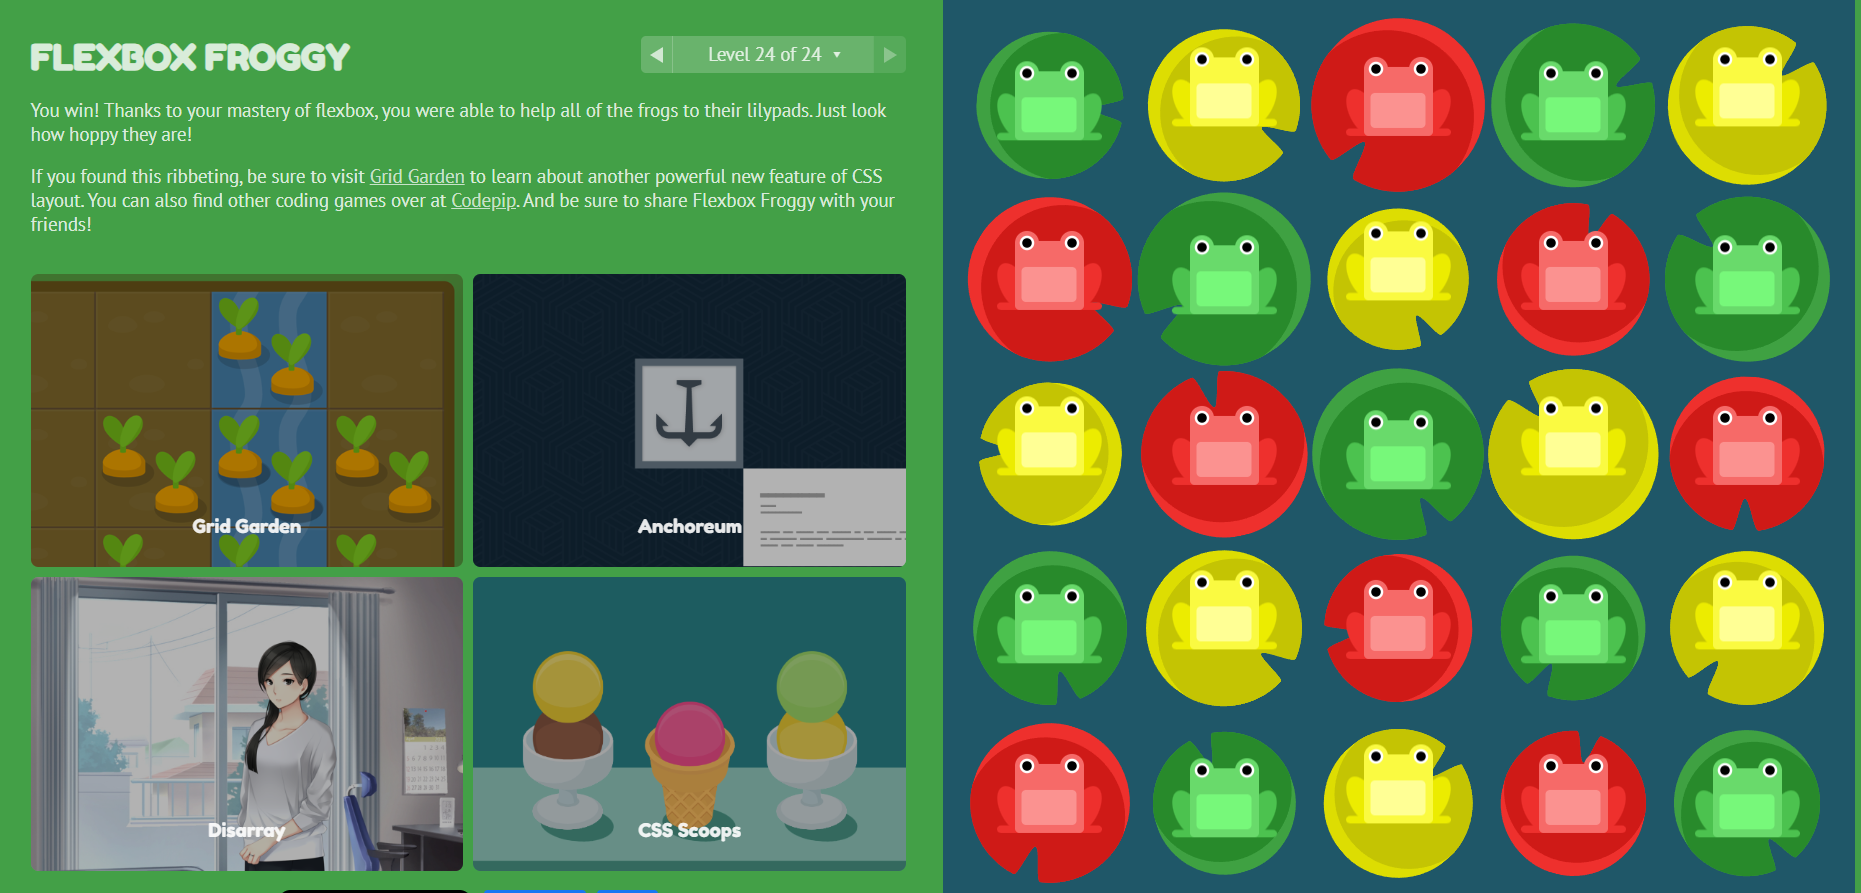 FLEXBOX FROGGY
◀ Level 24 of 24 ▼ ▶
You win! Thanks to your mastery of flexbox, you were able to help all of the frogs to their lilypads. Just look
how hoppy they are!
If you found this ribbeting, be sure to visit Grid Garden to learn about another powerful new feature of CSS
layout. You can also find other coding games over at Codepip. And be sure to share Flexbox Froggy with your
friends!
Grid Garden
Anchoreum
Disarray
CSS Scoops